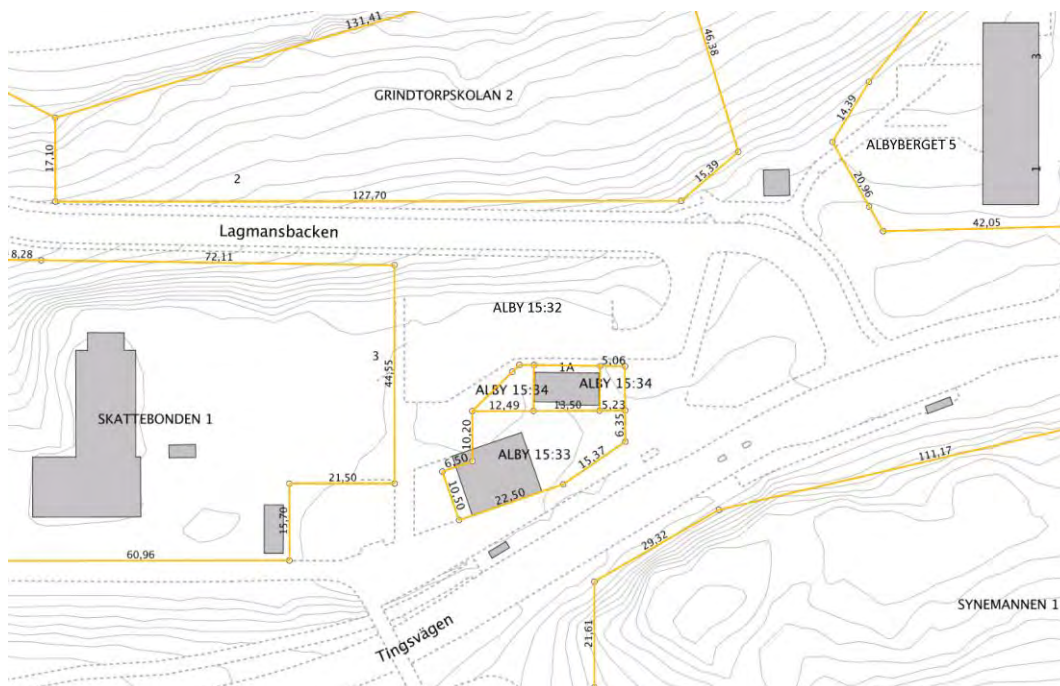 131,41
46,38
GRINDTORPSKOLAN 2
3
14,39
ALBYBERGET 5
17,10
2
15,39
20,96
1
127,70
42,05
Lagmansbacken
8,28
72,11
ALBY 15:32
3
44,55
5,06
1A
ALBY 15:34
ALBY 15:34
12,49
13,50
5,23
SKATTEBONDEN 1
10,20
6,35
ALBY 15:33
6,50
15,37
111,17
21,50
10,50
22,50
15,70
29,32
60,96
SYNEMANNEN 1
21,61
Tingsvägen